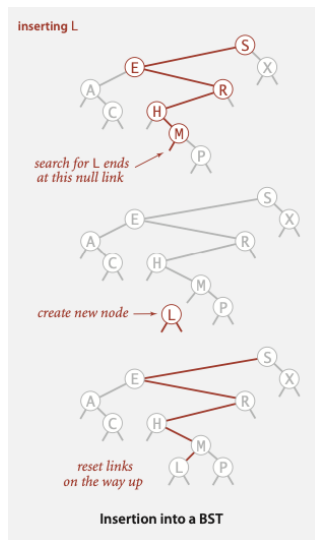 inserting L
S
E
X
A
R
C
H
M
P
search for L ends
at this null link
S
E
X
A
R
C
H
M
P
create new node
L
S
E
X
A
R
C
H
M
L
P
reset links
on the way up
Insertion into a BST